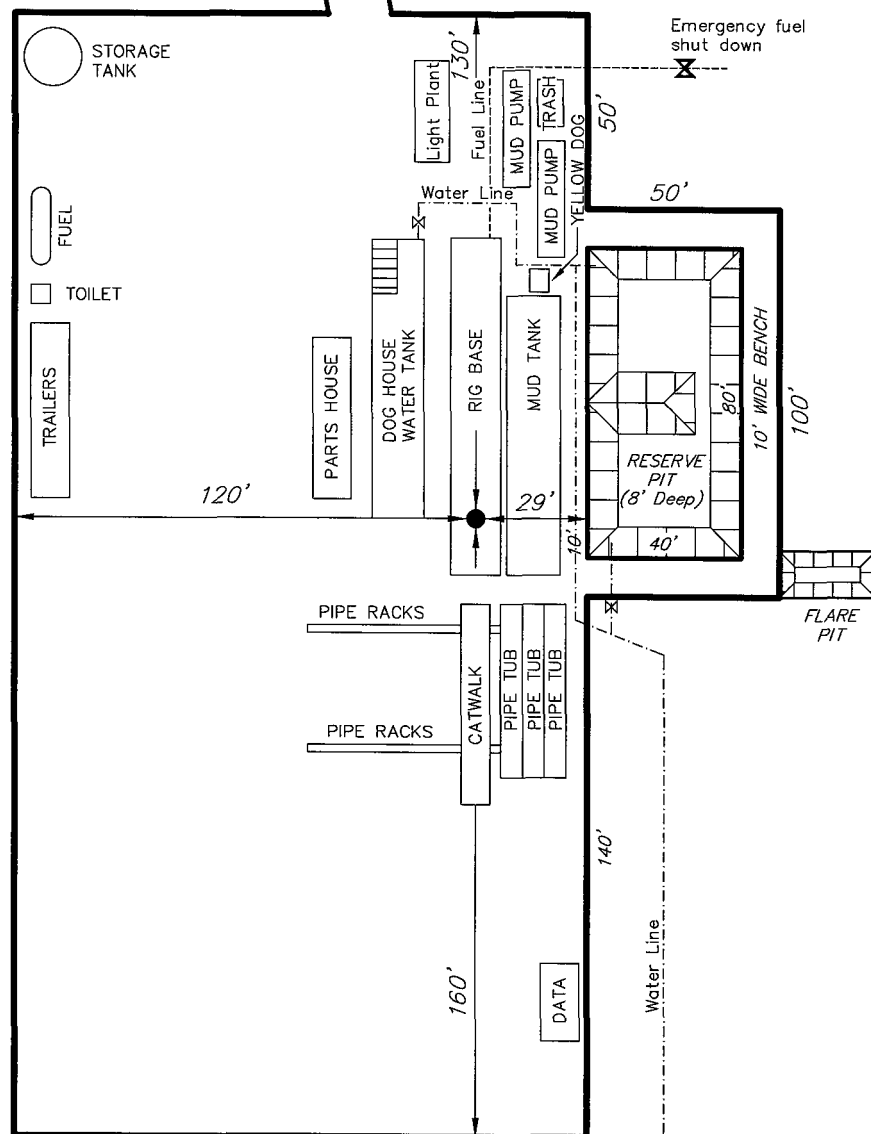 Emergency fuel
shut down
STORAGE
TANK
130'
Light Plant
Fuel Line
MUD PUMP
TRASH
50'
MUD PUMP
YELLOW DOG
Water Line
50'
FUEL
TOILET
TRAILERS
PARTS HOUSE
DOG HOUSE
WATER TANK
RIG BASE
MUD TANK
80'
10' WIDE BENCH
100'
RESERVE
PIT
(8' Deep)
120'
29'
10'
40'
FLARE
PIT
PIPE RACKS
CATWALK
PIPE TUB
PIPE TUB
PIPE TUB
PIPE RACKS
140'
160'
DATA
Water Line